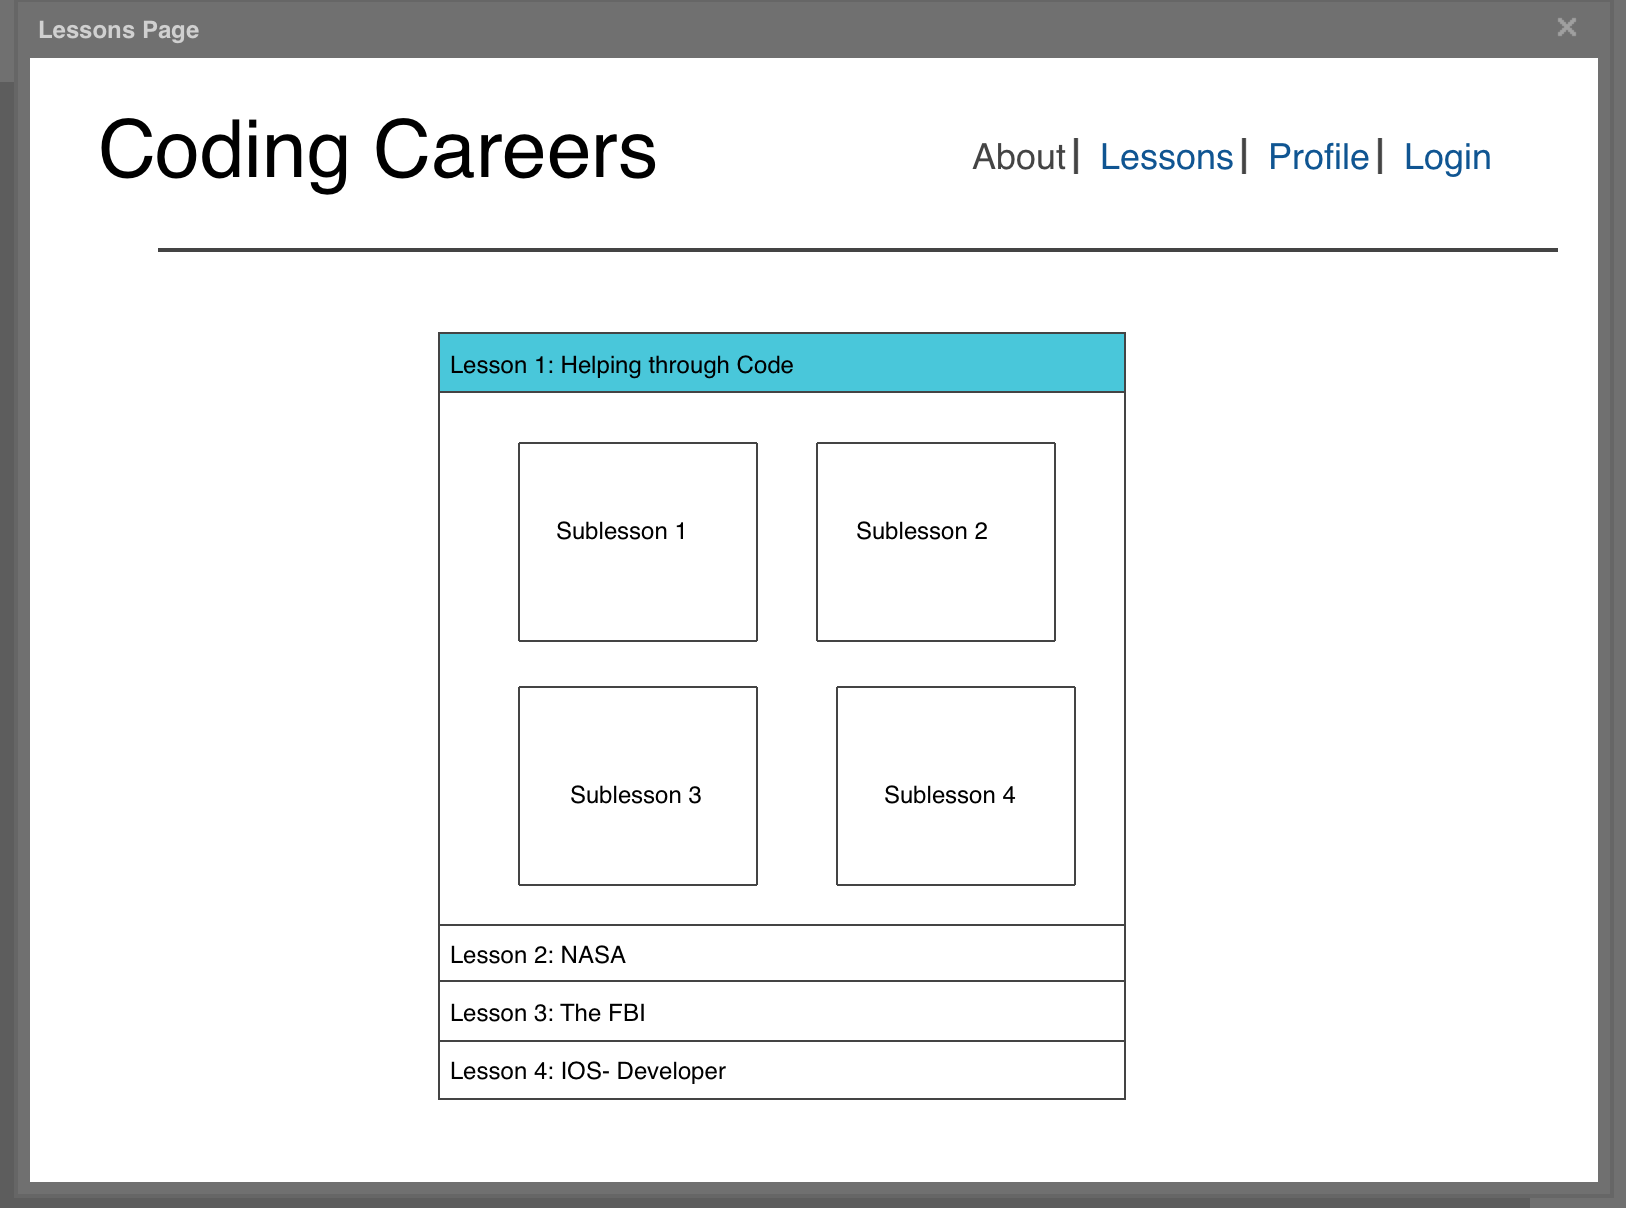 Lessons Page
Coding Careers
About| Lessons| Profile| Login
Lesson 1: Helping through Code
Sublesson 1 Sublesson 2
Sublesson 3 Sublesson 4
Lesson 2: NASA
Lesson 3: The FBI
Lesson 4: IOS- Developer